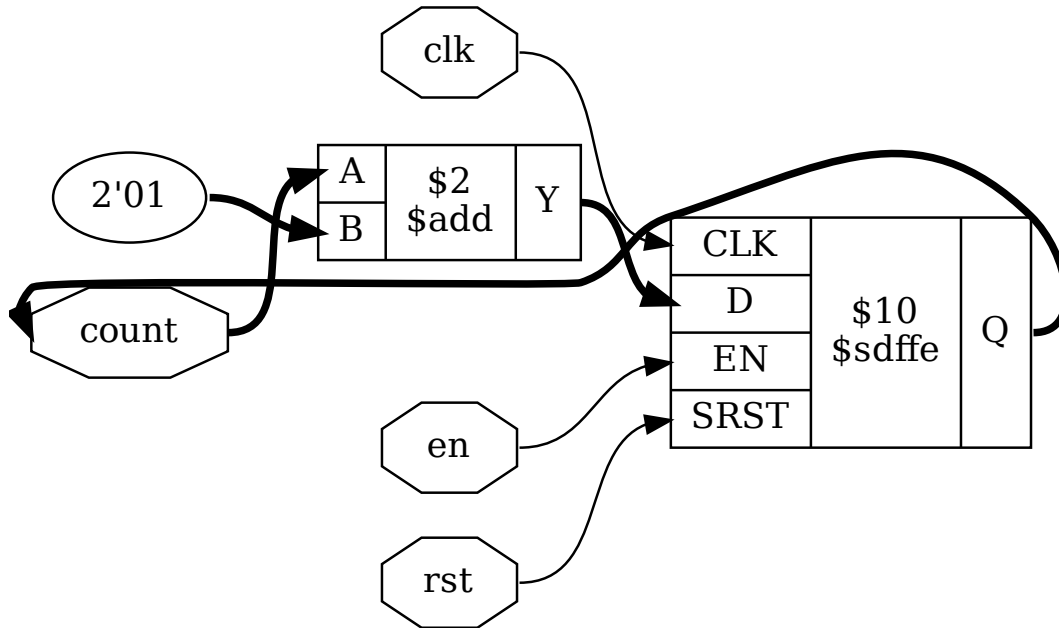 clk
2'01
A
B
$2
$add
Y
count
CLK
D
EN
SRST
$10
$sdffe
Q
en
rst